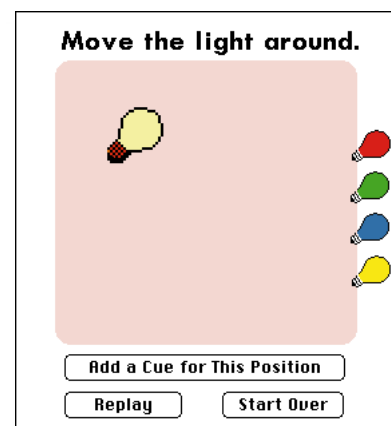 Move the light around.
Add a Cue for This Position
Replay
Start Over